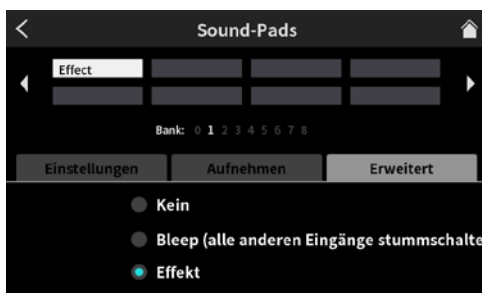 Sound-Pads
Effect
Bank: 0 1 2 3 4 5 6 7 8
Einstellungen Aufnehmen Erweitert
Kein
Bleep (alle anderen Eingänge stummschalte
Effekt